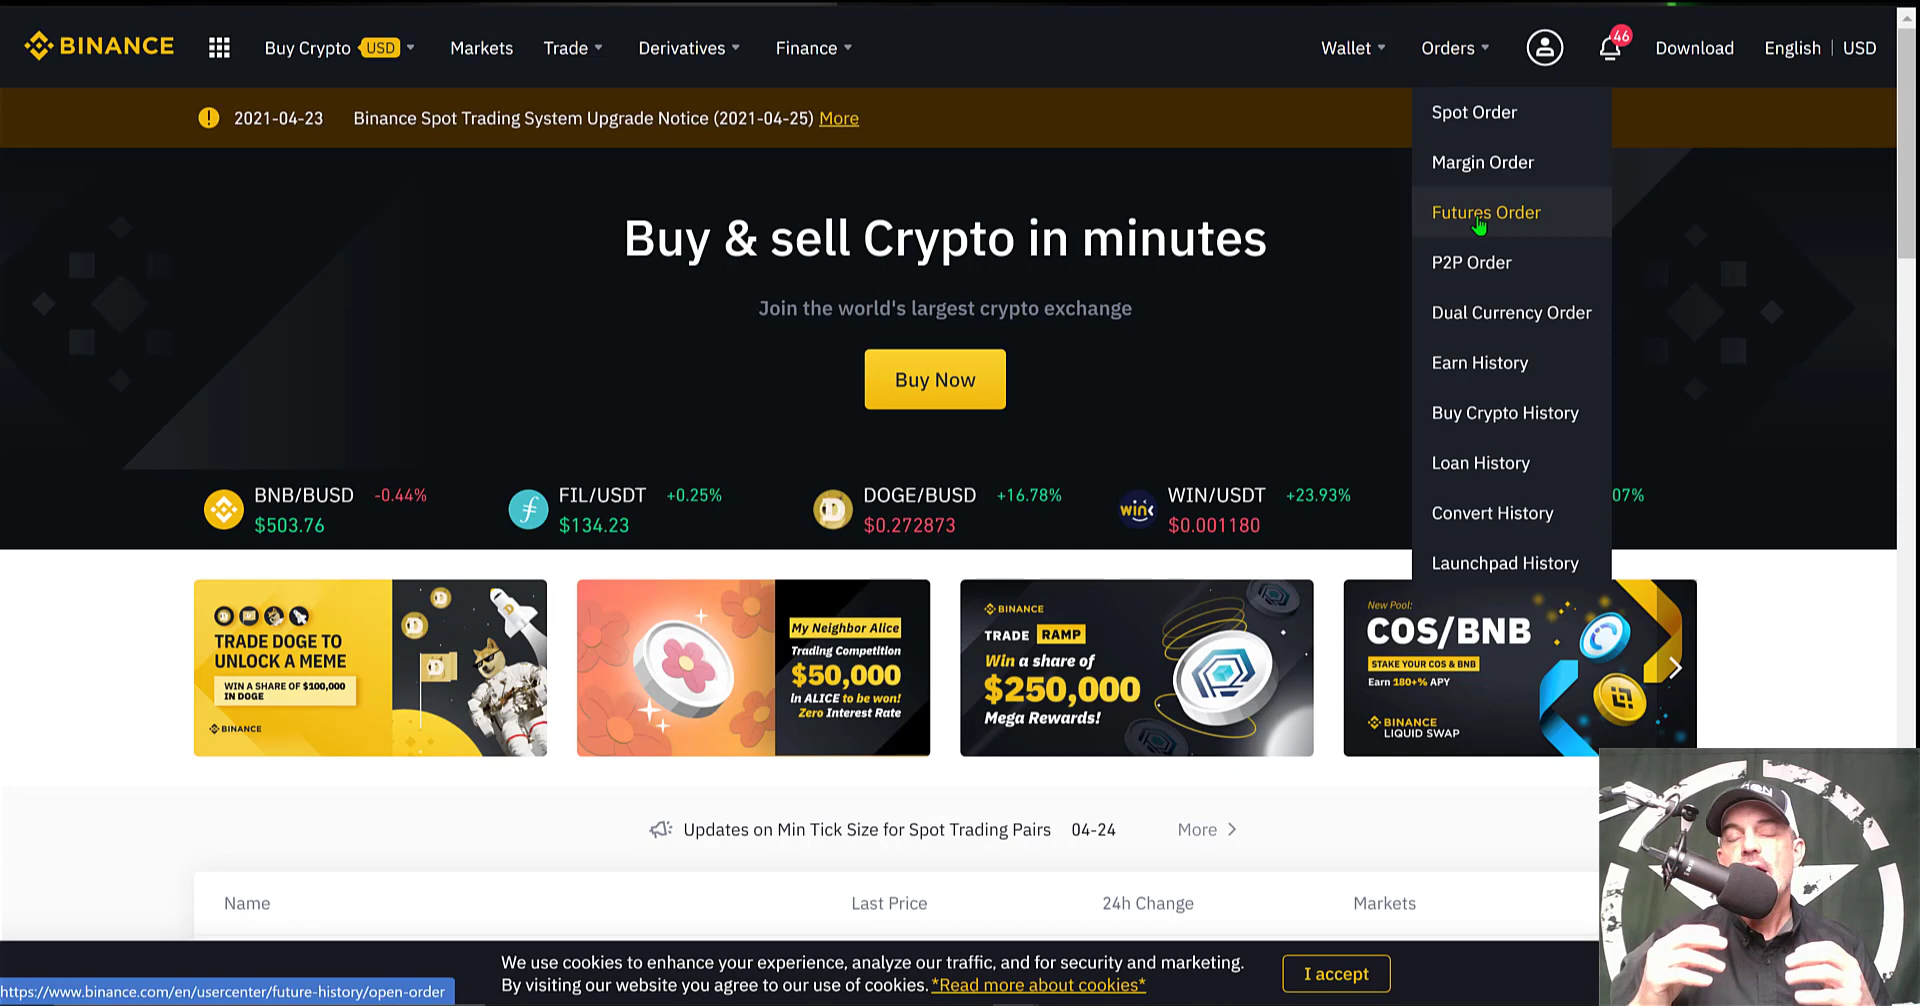 BINANCE
Buy Crypto USD
Markets
Trade
Derivatives
Finance
Wallet
Orders
46
Download
English | USD
2021-04-23 Binance Spot Trading System Upgrade Notice (2021-04-25) More
Spot Order
Margin Order
Futures Order
P2P Order
Dual Currency Order
Earn History
Buy Crypto History
Loan History
Convert History
Launchpad History
Buy & sell Crypto in minutes
Join the world's largest crypto exchange
Buy Now
BNB/BUSD -0.44%
$503.76
FIL/USDT +0.25%
$134.23
DOGE/BUSD +16.78%
$0.272873
WIN/USDT +23.93%
$0.001180
07%
TRADE DOGE TO
UNLOCK A MEME
WIN A SHARE OF $100,000
IN DOGE
BINANCE
My Neighbor Alice
Trading Competition
$50,000
in ALICE to be won!
Zero Interest Rate
BINANCE
TRADE RAMP
Win a share of
$250,000
Mega Rewards!
New Pool:
COS/BNB
STAKE YOUR COS & BNB
Earn 180+% APY
BINANCE
LIQUID SWAP
Updates on Min Tick Size for Spot Trading Pairs 04-24 More
Name Last Price 24h Change Markets
We use cookies to enhance your experience, analyze our traffic, and for security and marketing.
By visiting our website you agree to our use of cookies. *Read more about cookies*
I accept
https://www.binance.com/en/usercenter/future-history/open-order